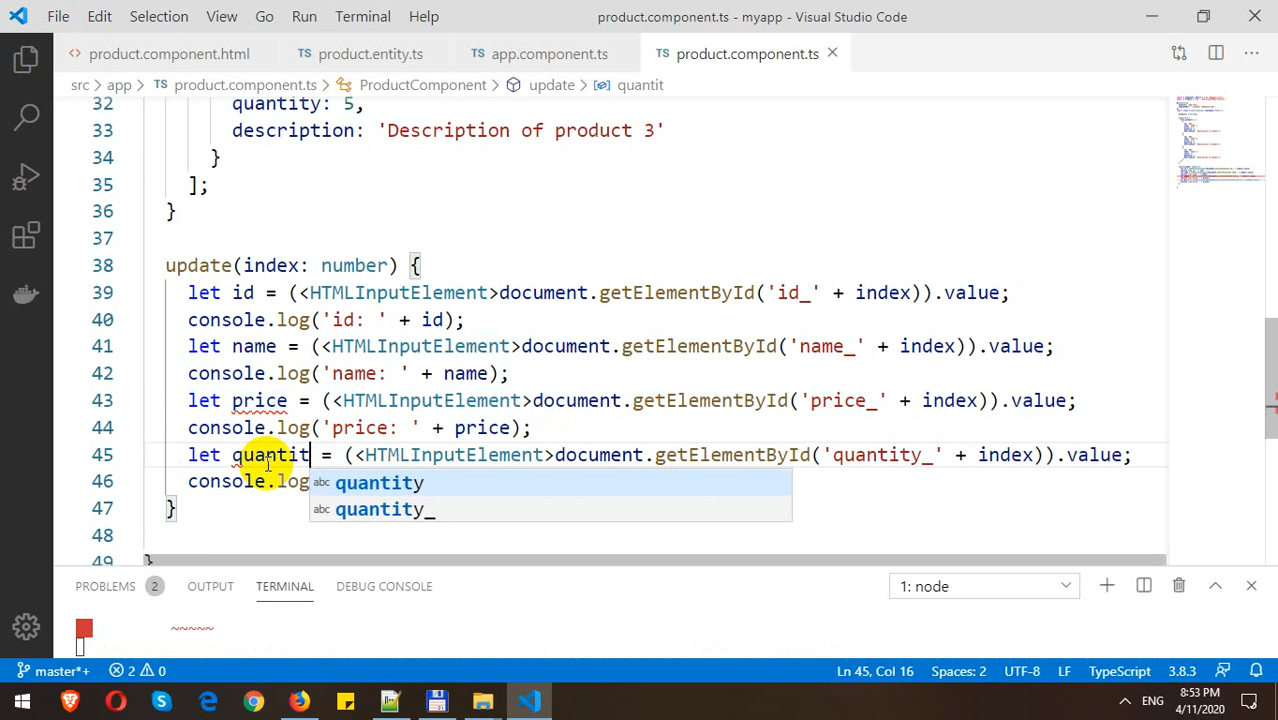 File Edit Selection View Go Run Terminal Help product.component.ts - myapp - Visual Studio Code
<> product.component.html TS product.entity.ts TS app.component.ts TS product.component.ts
src > app > TS product.component.ts > ProductComponent > update > quantit
32 quantity: 5,
33 description: 'Description of product 3'
34 }
35 ];
36 }
37
38 update(index: number) {
39 let id = (<HTMLInputElement>document.getElementById('id_' + index)).value;
40 console.log('id: ' + id);
41 let name = (<HTMLInputElement>document.getElementById('name_' + index)).value;
42 console.log('name: ' + name);
43 let price = (<HTMLInputElement>document.getElementById('price_' + index)).value;
44 console.log('price: ' + price);
45 let quantit = (<HTMLInputElement>document.getElementById('quantity_' + index)).value;
46 console.log
abc quantity
47 }
abc quantity_
48
49 }
PROBLEMS 2 OUTPUT TERMINAL DEBUG CONSOLE 1: node
~~~~~
master*+ 2 0 Ln 45, Col 16 Spaces: 2 UTF-8 LF TypeScript 3.8.3
ENG 8:53 PM
4/11/2020